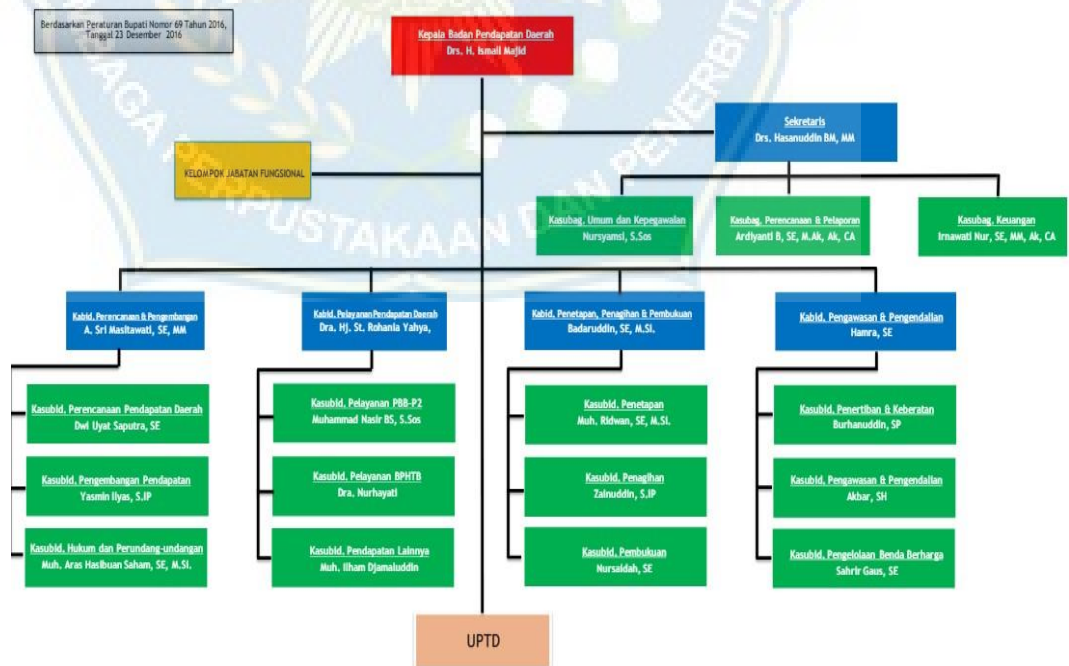 Berdasarkan Peraturan Bupati Nomor 69 Tahun 2016,
Tanggal 23 Desember 2016
Kepala Badan Pendapatan Daerah
Drs. H. Ismail Majid
Sekretaris
Drs. Hasanuddin BM, MM
KELOMPOK JABATAN FUNGSIONAL
Kasubag. Umum dan Kepegawaian
Nursyamsi, S.Sos
Kasubag. Perencanaan & Pelaporan
Ardiyanti B, SE, M.Ak, Ak, CA
Kasubag. Keuangan
Irnawati Nur, SE, MM, Ak, CA
Kabid. Perencanaan & Pengembangan
A. Sri Masitawati, SE, MM
Kabid. Pelayanan Pendapatan Daerah
Dra. Hj. St. Rohania Yahya,
Kabid. Penetapan, Penagihan & Pembukuan
Badaruddin, SE, M.Si.
Kabid. Pengawasan & Pengendalian
Hamra, SE
Kasubid. Perencanaan Pendapatan Daerah
Dwi Uyat Saputra, SE
Kasubid. Pelayanan PBB-P2
Muhammad Nasir BS, S.Sos
Kasubid. Penetapan
Muh. Ridwan, SE, M.Si.
Kasubid. Penertiban & Keberatan
Burhanuddin, SP
Kasubid. Pengembangan Pendapatan
Yasmin Ilyas, S.IP
Kasubid. Pelayanan BPHTB
Dra. Nurhayati
Kasubid. Penagihan
Zainuddin, S.IP
Kasubid. Pengawasan & Pengendalian
Akbar, SH
Kasubid. Hukum dan Perundang-undangan
Muh. Aras Hasibuan Saham, SE, M.Si.
Kasubid. Pendapatan Lainnya
Muh. Ilham Djamaluddin
Kasubid. Pembukuan
Nursaidah, SE
Kasubid. Pengelolaan Benda Berharga
Sahrir Gaus, SE
UPTD
AGA PERPUSTAKAAN DAN PENERBITA